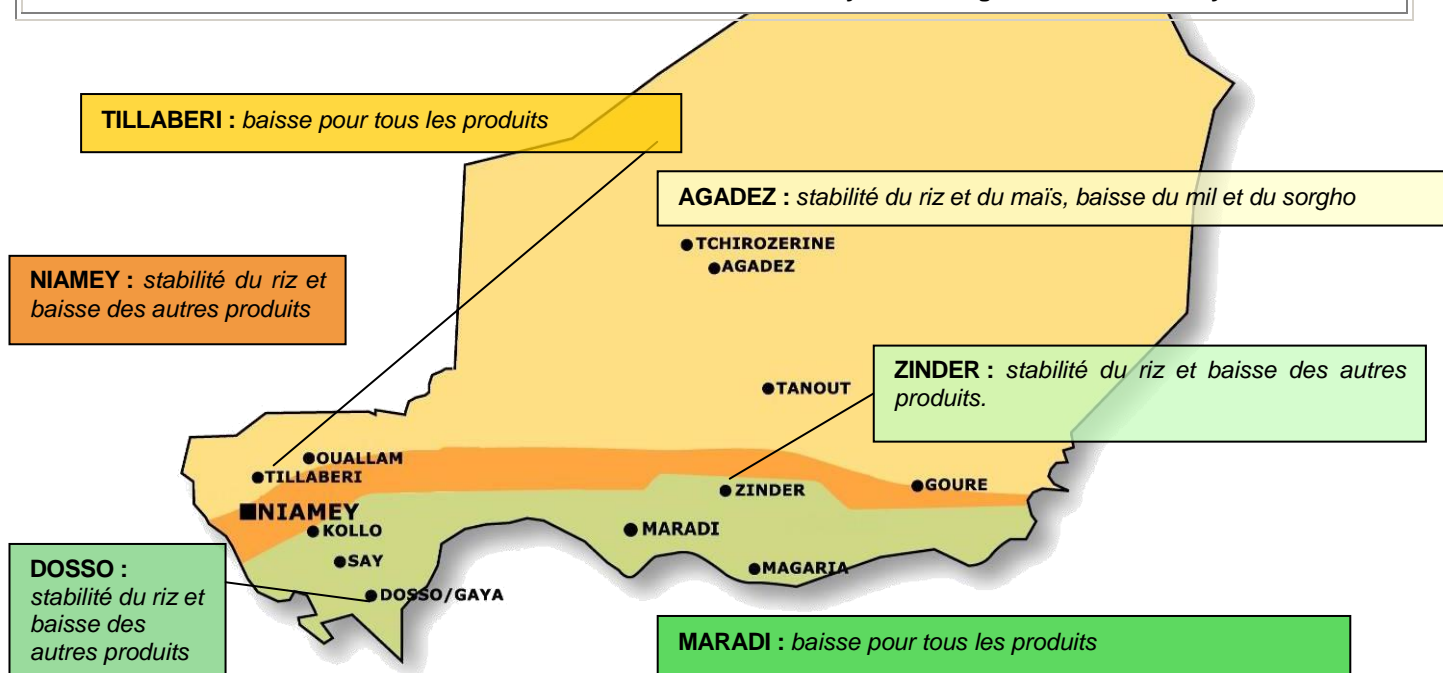 TILLABERI : baisse pour tous les produits
AGADEZ : stabilité du riz et du maïs, baisse du mil et du sorgho
TCHIROZERINE
AGADEZ
NIAMEY : stabilité du riz et
baisse des autres produits
ZINDER : stabilité du riz et baisse des autres
produits.
TANOUT
OUALLAM
TILLABERI
ZINDER
GOURE
NIAMEY
KOLLO
MARADI
SAY
MAGARIA
DOSSO :
stabilité du riz et
baisse des
autres produits
DOSSO/GAYA
MARADI : baisse pour tous les produits